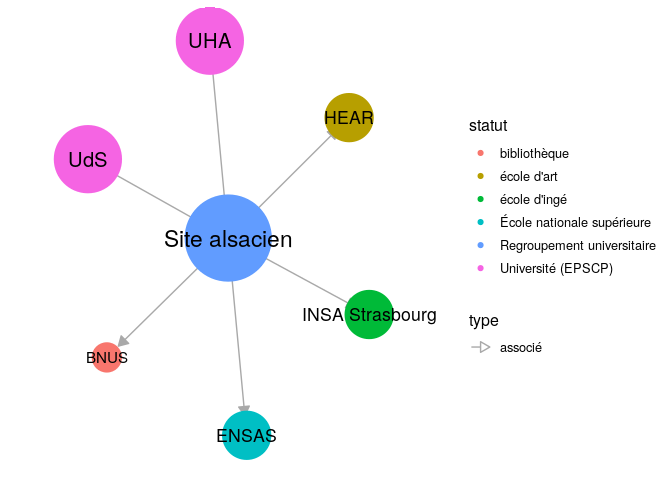 UHA
HEAR
UdS
Site alsacien
INSA Strasbourg
BNUS
ENSAS
statut
bibliothèque
école d'art
école d'ingé
École nationale supérieure
Regroupement universitaire
Université (EPSCP)
type
associé